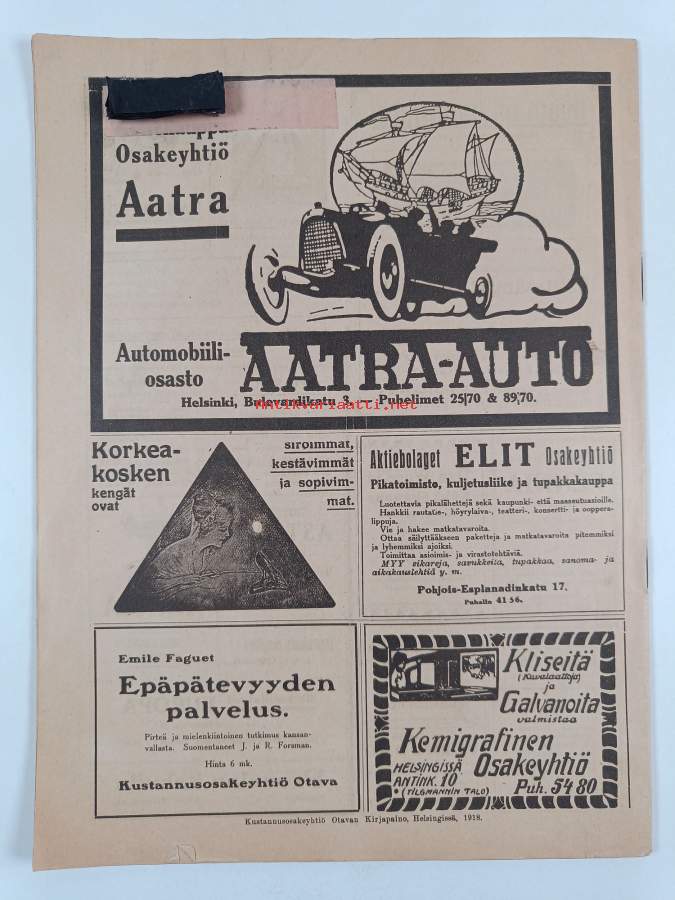 Osakeyhtiö
Aatra
Automobiili-
osasto
AATRA-AUTO
Helsinki, Bulevardikatu 3. — Puhelimet 25|70 & 89|70.
Antikvariaatti.net
Korkea-
kosken
kengät
ovat
siroimmat,
kestävimmät
ja sopivim-
mat.
Aktiebolaget ELIT Osakeyhtiö
Pikatoimisto, kuljetusliike ja tupakkakauppa
Luotettavia pikalähettejä sekä kaupunki- että maaseutuasioille.
Hankkii rautatie-, höyrylaiva-, teatteri-, konsertti- ja ooppera-
lippuja.
Vie ja hakee matkatavaroita.
Ottaa säilyttääkseen paketteja ja matkatavaroita pitemmiksi
ja lyhemmiksi ajoiksi.
Toimittaa asioimis- ja virastotehtäviä.
MYY sikareja, savukkeita, tupakkaa, sanoma- ja
aikakauslehtiä y. m.
Pohjois-Esplanadinkatu 17.
Puhelin 41 56.
Emile Faguet
Epäpätevyyden
palvelus.
Pirteä ja mielenkiintoinen tutkimus kansan-
vallasta. Suomentaneet J. ja R. Forsman.
Hinta 6 mk.
Kustannusosakeyhtiö Otava
Kliseitä
(Kuvalaattoja)
ja
Galvanoita
valmistaa
Kemigrafinen
HELSINGISSÄ Osakeyhtiö
ANTINK. 10 Puh. 54 80
(TILGMANNIN TALO)
Kustannusosakeyhtiö Otavan Kirjapaino, Helsingissä, 1918.